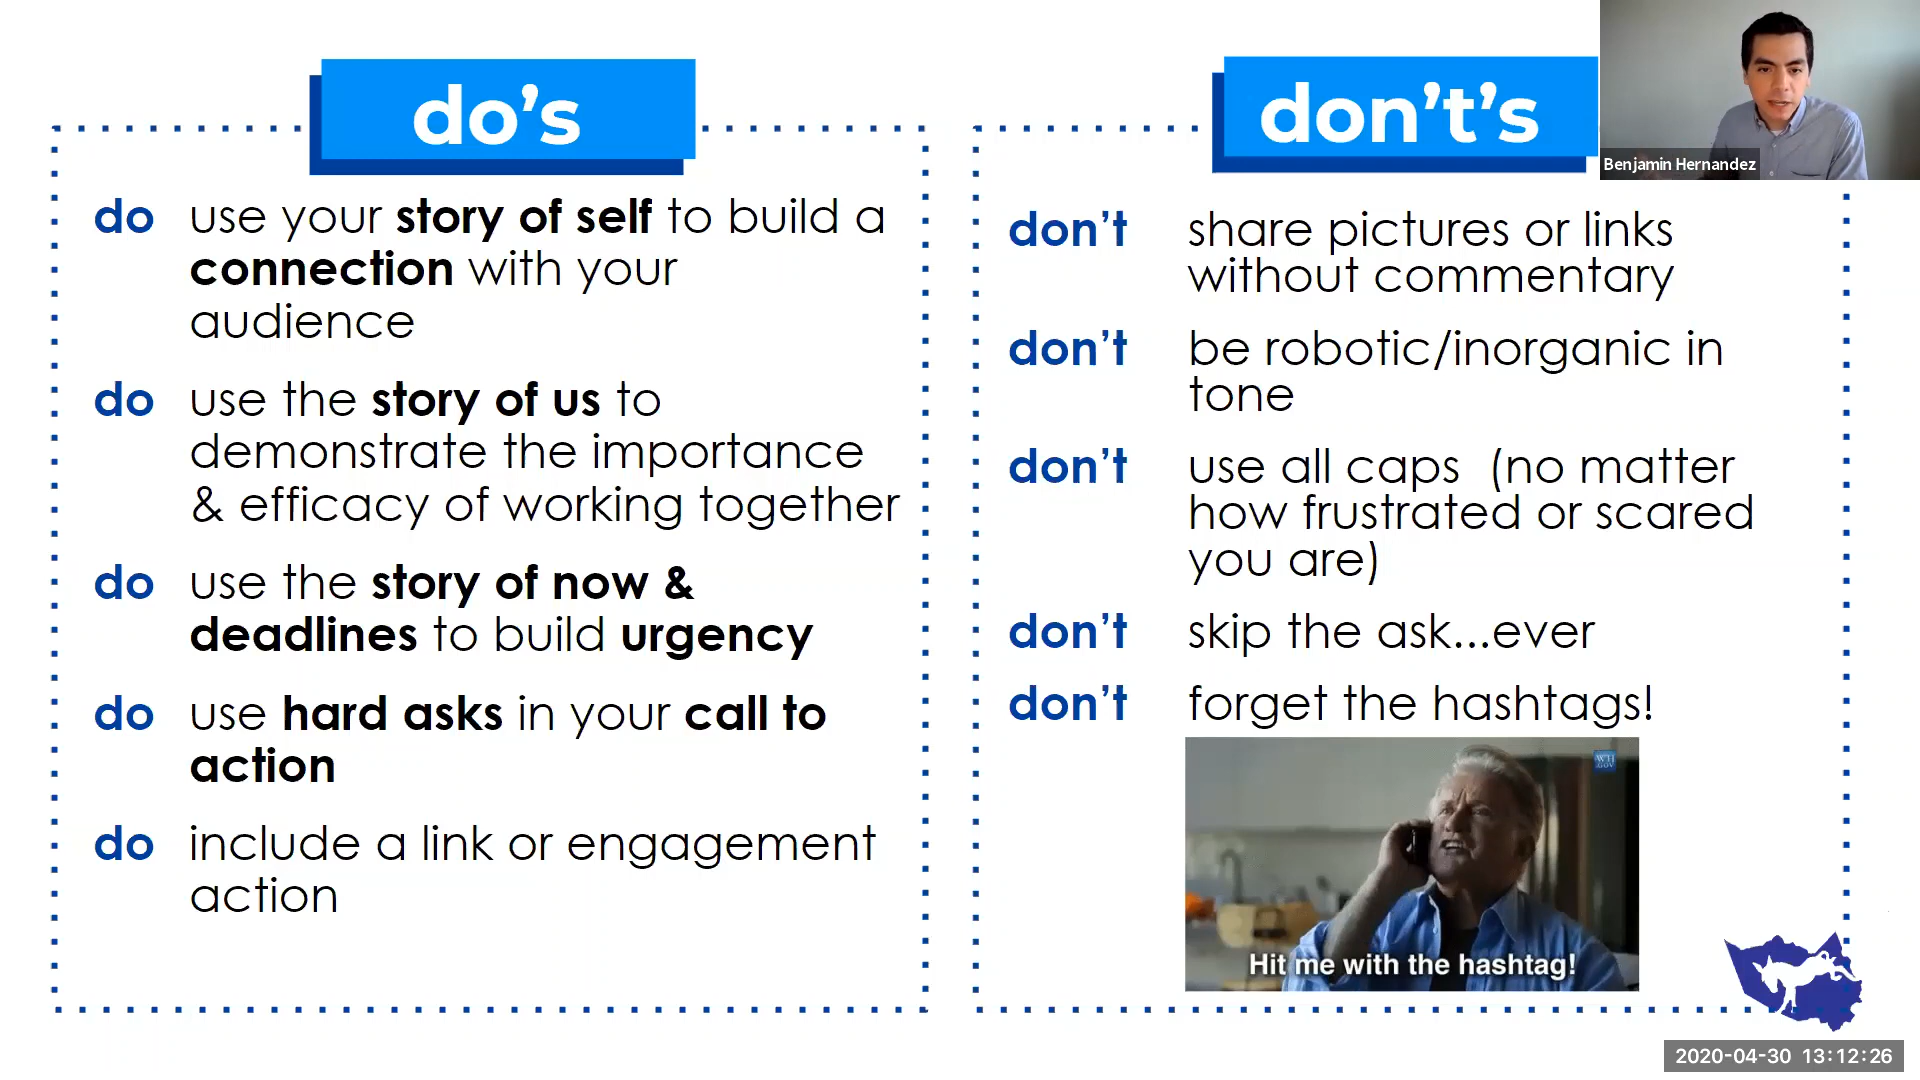 do's
do use your story of self to build a
connection with your
audience
do use the story of us to
demonstrate the importance
& efficacy of working together
do use the story of now &
deadlines to build urgency
do use hard asks in your call to
action
do include a link or engagement
action
don't's
don't share pictures or links
without commentary
don't be robotic/inorganic in
tone
don't use all caps (no matter
how frustrated or scared
you are)
don't skip the ask...ever
don't forget the hashtags!
WH
.GOV
Hit me with the hashtag!
Benjamin Hernandez
2020-04-30 13:12:26